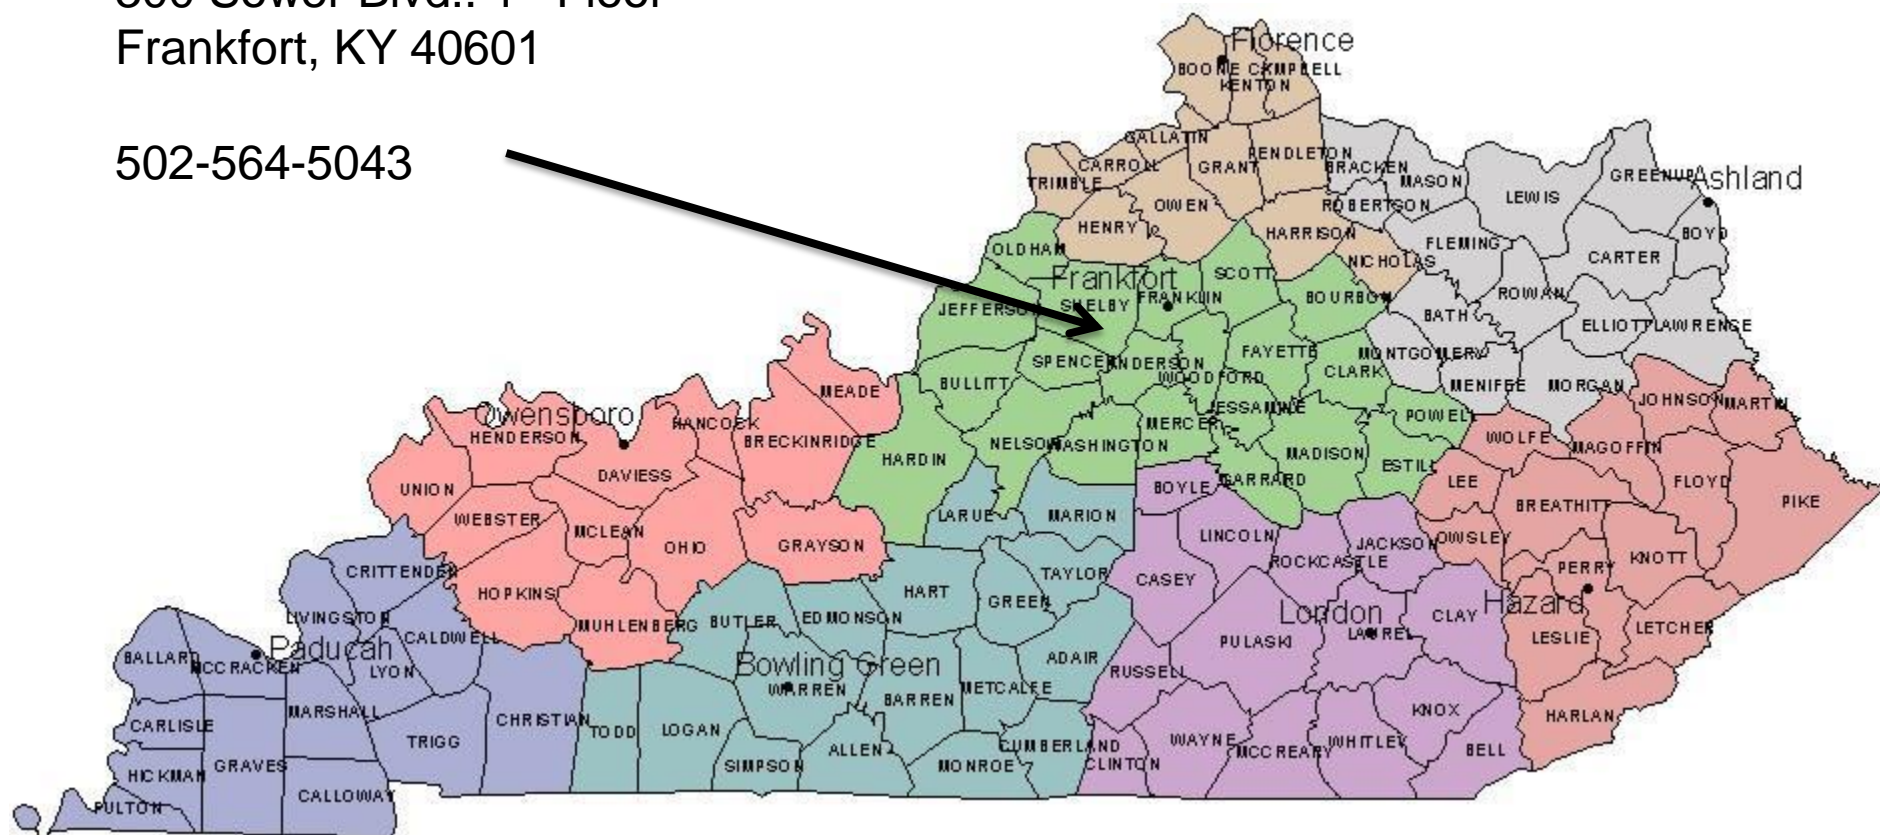 300 Sower Blvd.. 4th Floor
Frankfort, KY 40601
502-564-5043
Florence
BOONE CAMPBELL
KENTON
GALLATIN
CARROLL
GRANT
PENDLETON
BRACKEN
MASON
TRIMBLE
OWEN
HENRY
ROBERTSON
LEWIS
GREENUP
Ashland
HARRISON
FLEMING
BOYD
OLDHAM
NICHOLAS
CARTER
Frankfort
SCOTT
SHELBY
FRANKLIN
BOURBON
ROWAN
JEFFERSON
BATH
ELLIOTT
LAWRENCE
SPENCER
ANDERSON
FAYETTE
MONTGOMERY
WOODFORD
CLARK
BULLITT
MENIFEE
MORGAN
MEADE
JESSAMINE
POWELL
JOHNSON
MARTIN
Owensboro
HANCOCK
HENDERSON
BRECKINRIDGE
MERCER
NELSON
WASHINGTON
WOLFE
MAGOFFIN
HARDIN
MADISON
ESTILL
DAVIESS
UNION
GARRARD
BOYLE
LEE
FLOYD
PIKE
WEBSTER
LARUE
MARION
BREATHITT
MCLEAN
OHIO
GRAYSON
LINCOLN
JACKSON
OWSLEY
ROCKCASTLE
KNOTT
CRITTENDEN
TAYLOR
CASEY
PERRY
HOPKINS
HART
GREEN
Hazard
LIVINGSTON
MUHLENBERG
BUTLER
EDMONSON
London
CLAY
LAUREL
LESLIE
LETCHER
CALDWELL
PULASKI
Paducah
BALLARD
MCCRACKEN
LYON
Bowling Green
ADAIR
RUSSELL
WARREN
METCALFE
BARREN
MARSHALL
CARLISLE
CHRISTIAN
TODD
LOGAN
KNOX
HARLAN
TRIGG
WAYNE
MCCREARY
WHITLEY
BELL
ALLEN
CUMBERLAND
CLINTON
HICKMAN
GRAVES
SIMPSON
MONROE
CALLOWAY
FULTON